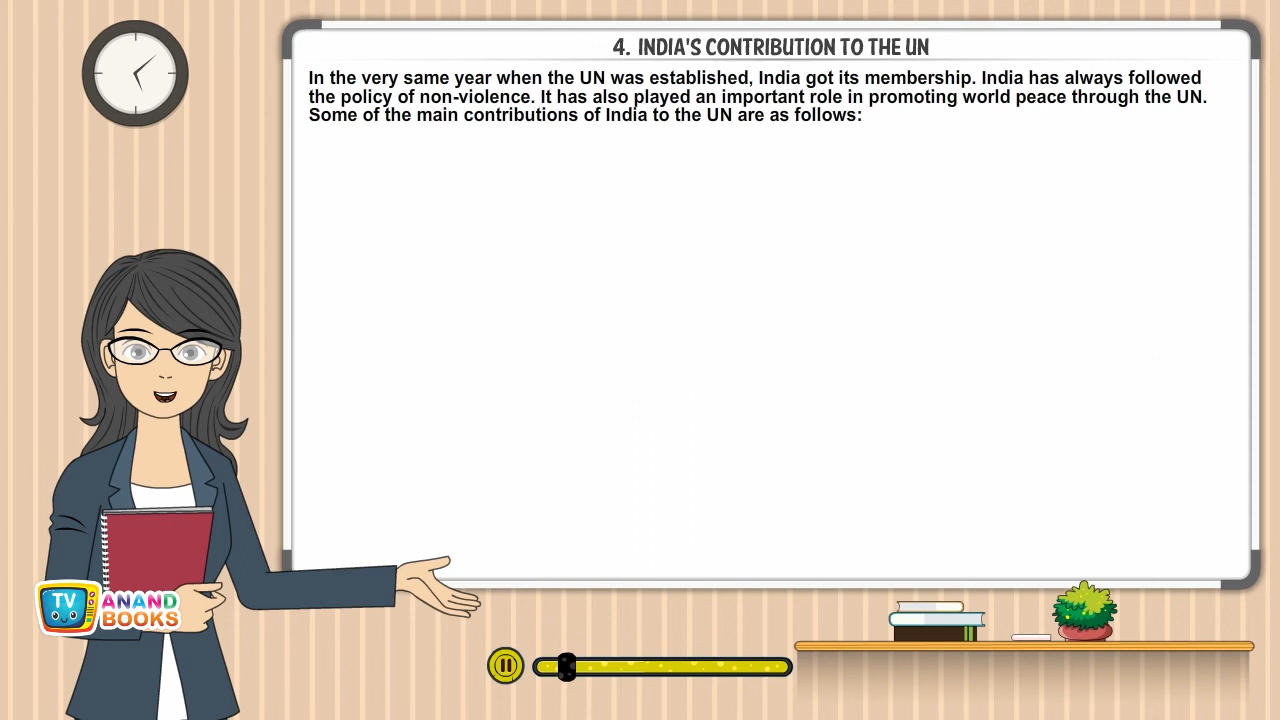 4. INDIA'S CONTRIBUTION TO THE UN
In the very same year when the UN was established, India got its membership. India has always followed
the policy of non-violence. It has also played an important role in promoting world peace through the UN.
Some of the main contributions of India to the UN are as follows:
TV
ANAND
BOOKS